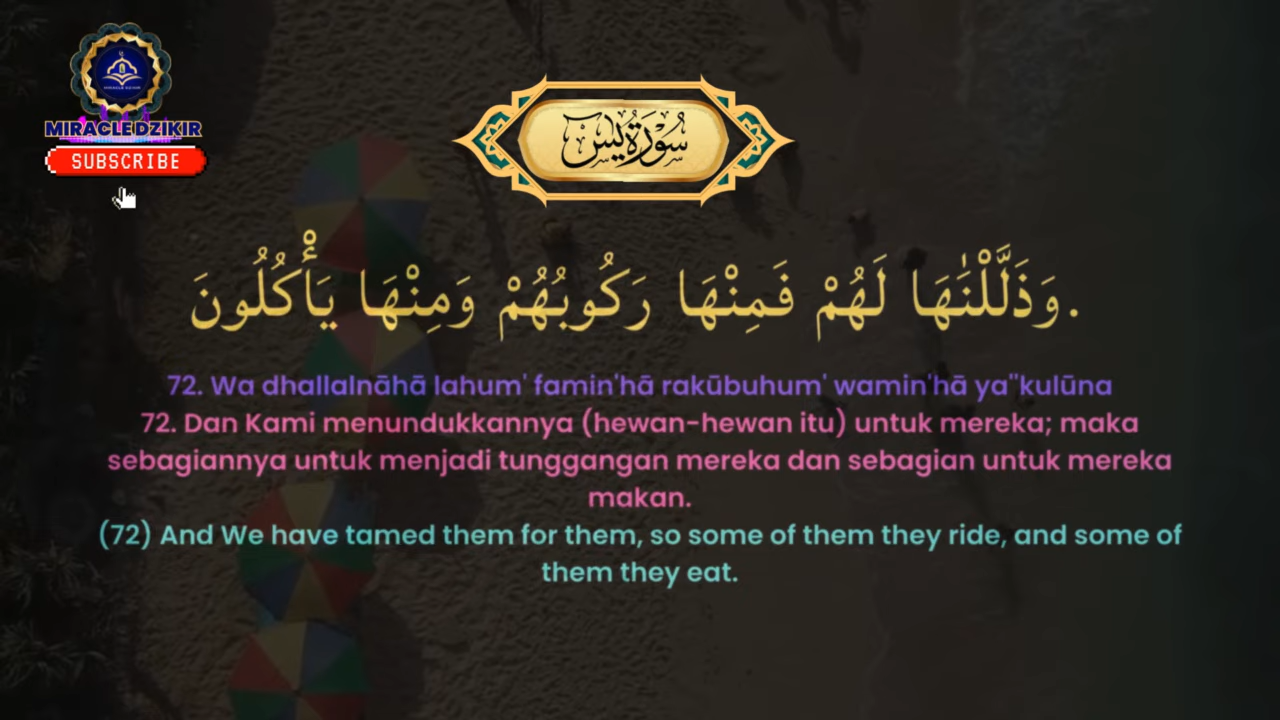 MIRACLE DZIKIR
SUBSCRIBE
سُورَةُ يس
وَذَلَّلْنَٰهَا لَهُمْ فَمِنْهَا رَكُوبُهُمْ وَمِنْهَا يَأْكُلُونَ.
72. Wa dhallalnāhā lahum' famin'hā rakūbuhum' wamin'hā ya''kulūna
72. Dan Kami menundukkannya (hewan-hewan itu) untuk mereka; maka
sebagiannya untuk menjadi tunggangan mereka dan sebagian untuk mereka
makan.
(72) And We have tamed them for them, so some of them they ride, and some of
them they eat.